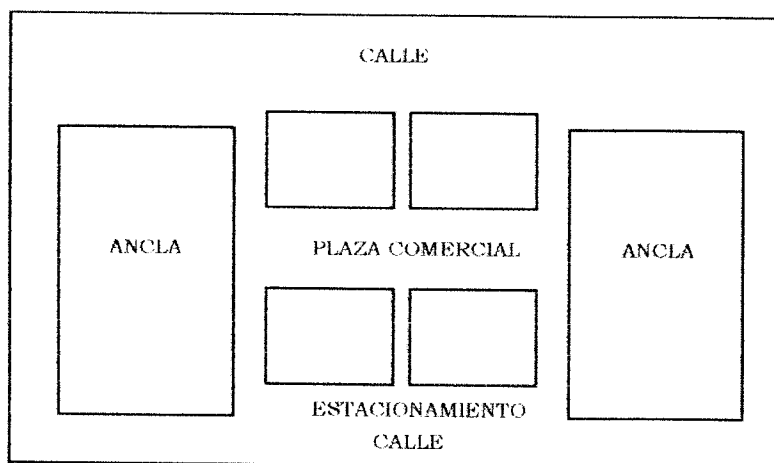 CALLE
ANCLA
PLAZA COMERCIAL
ANCLA
ESTACIONAMIENTO
CALLE